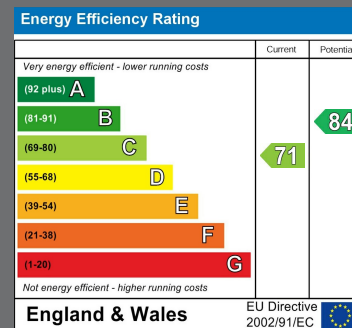 Energy Efficiency Rating
Current Potentia
Very energy efficient - lower running costs
(92 plus) A
(81-91) B
84
(69-80) C
71
(55-68) D
(39-54) E
(21-38) F
(1-20) G
Not energy efficient - higher running costs
England & Wales
EU Directive
2002/91/EC